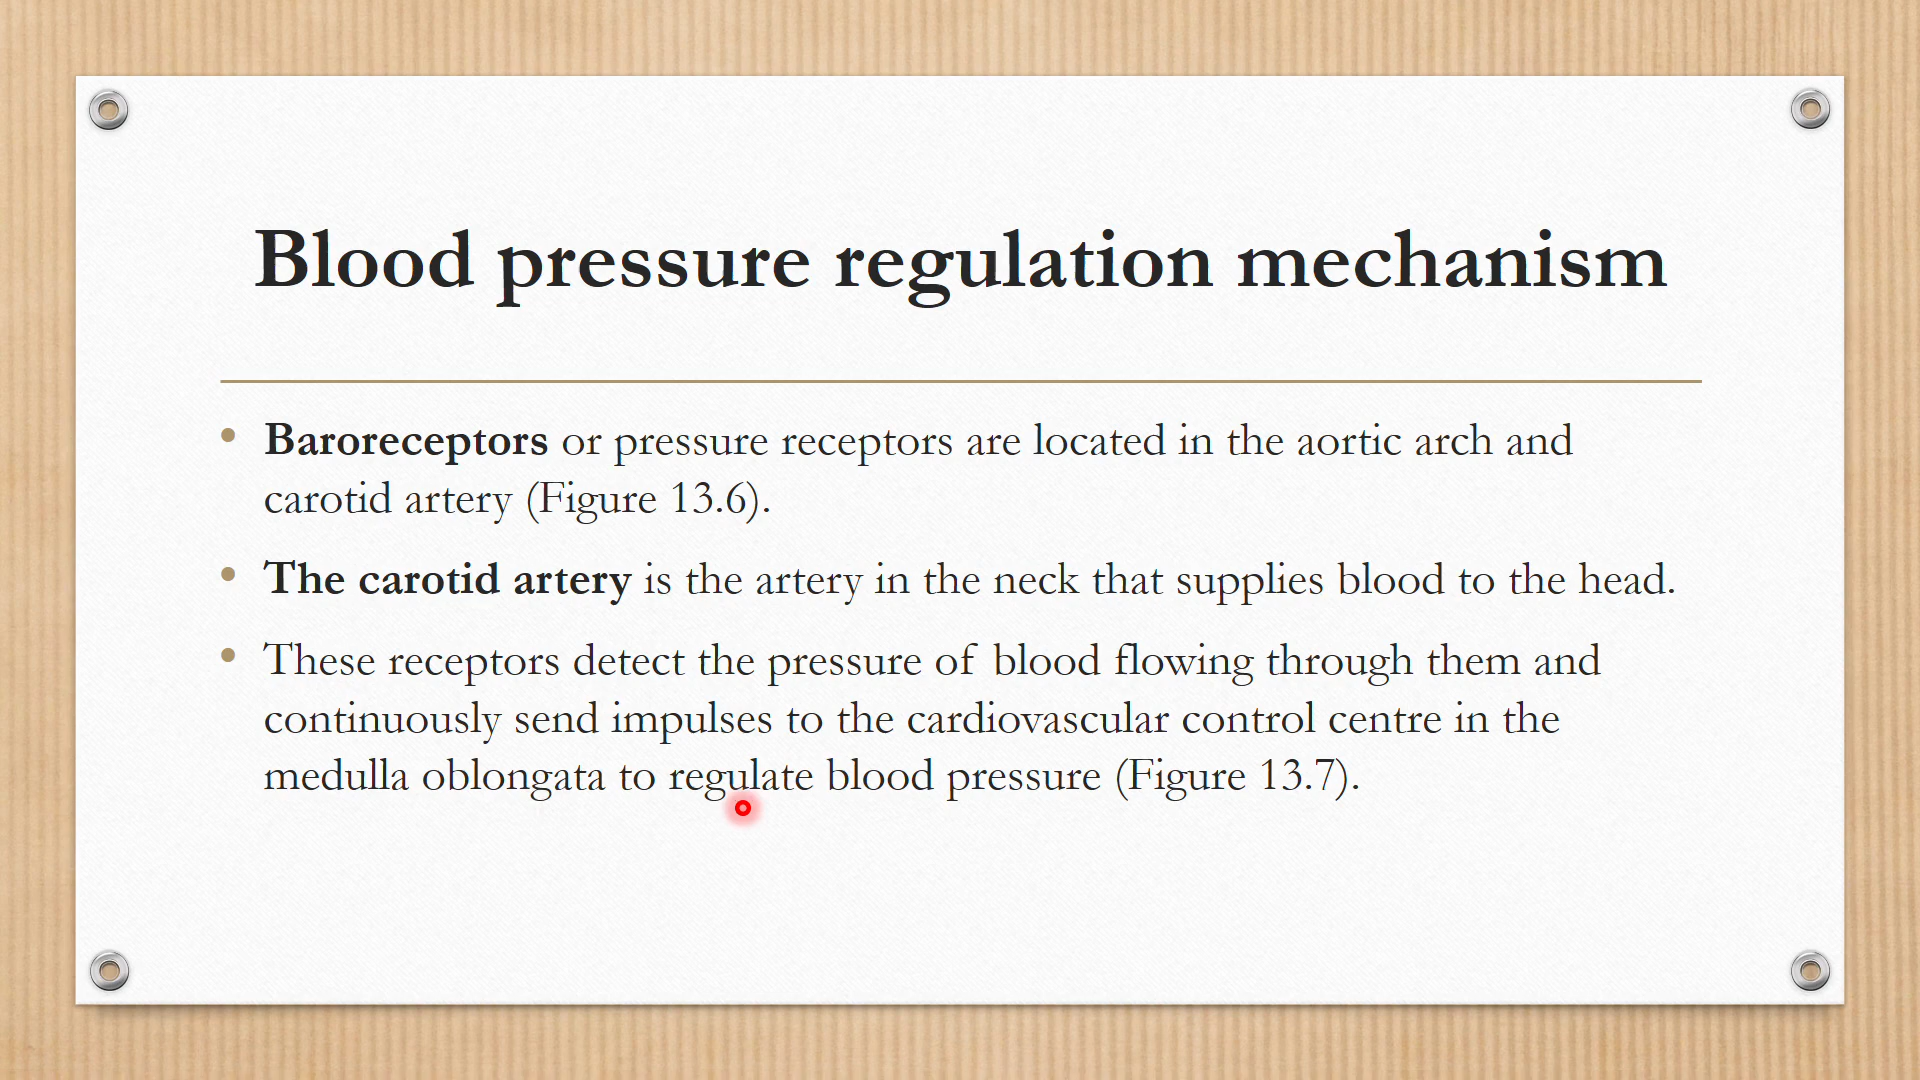 Blood pressure regulation mechanism
• Baroreceptors or pressure receptors are located in the aortic arch and
carotid artery (Figure 13.6).
• The carotid artery is the artery in the neck that supplies blood to the head.
• These receptors detect the pressure of blood flowing through them and
continuously send impulses to the cardiovascular control centre in the
medulla oblongata to regulate blood pressure (Figure 13.7).